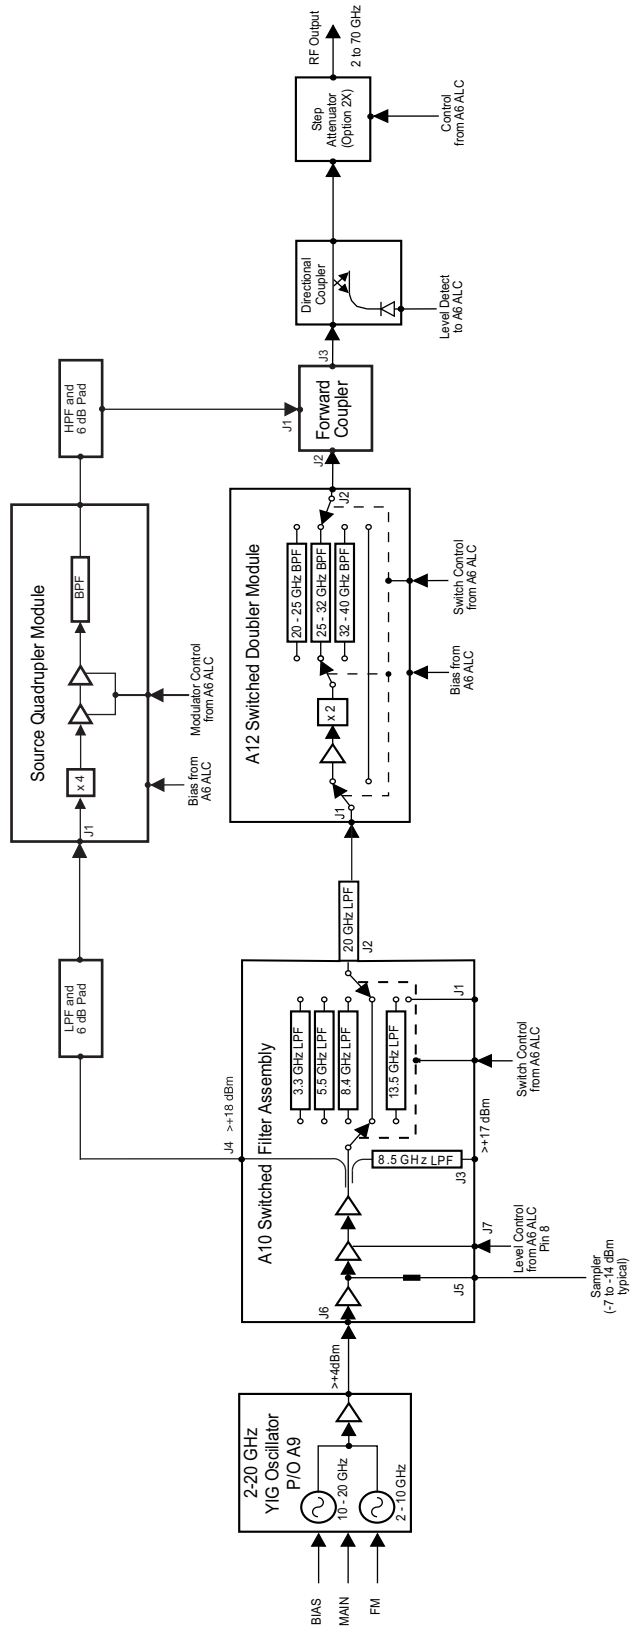 BIAS
MAIN
FM
2-20 GHz
YIG Oscillator
P/O A9
10 - 20 GHz
2 - 10 GHz
>+4dBm
A10 Switched Filter Assembly
J6
J4
>+18 dBm
3.3 GHz LPF
5.5 GHz LPF
8.4 GHz LPF
13.5 GHz LPF
8.5 GHz LPF
J3
>+17 dBm
J1
J2
20 GHz LPF
J5
Sampler
(-7 to -14 dBm
typical)
J7
Level Control
from A6 ALC
Pin 8
Switch Control
from A6 ALC
LPF and
6 dB Pad
Source Quadrupler Module
J1
x 4
BPF
Bias from
A6 ALC
Modulator Control
from A6 ALC
HPF and
6 dB Pad
A12 Switched Doubler Module
J1
x 2
20 - 25 GHz BPF
25 - 32 GHz BPF
32 - 40 GHz BPF
J2
Bias from
A6 ALC
Switch Control
from A6 ALC
J1
J2
Forward
Coupler
J3
Directional
Coupler
Level Detect
to A6 ALC
Step
Attenuator
(Option 2X)
Control
from A6 ALC
RF Output
2 to 70 GHz